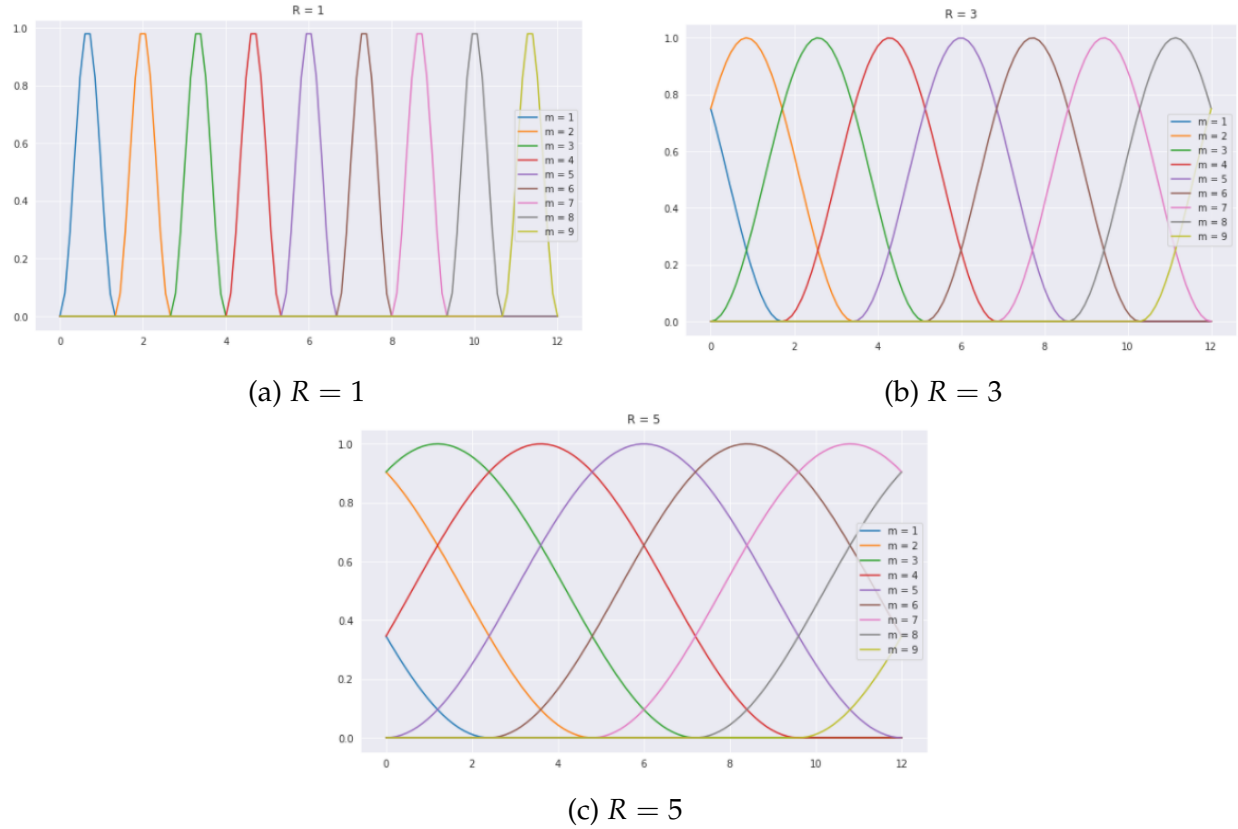 R = 1
1.0
0.8
0.6
0.4
0.2
0.0
0 2 4 6 8 10 12
m = 1
m = 2
m = 3
m = 4
m = 5
m = 6
m = 7
m = 8
m = 9
(a) R = 1
R = 3
1.0
0.8
0.6
0.4
0.2
0.0
0 2 4 6 8 10 12
m = 1
m = 2
m = 3
m = 4
m = 5
m = 6
m = 7
m = 8
m = 9
(b) R = 3
R = 5
1.0
0.8
0.6
0.4
0.2
0.0
0 2 4 6 8 10 12
m = 1
m = 2
m = 3
m = 4
m = 5
m = 6
m = 7
m = 8
m = 9
(c) R = 5